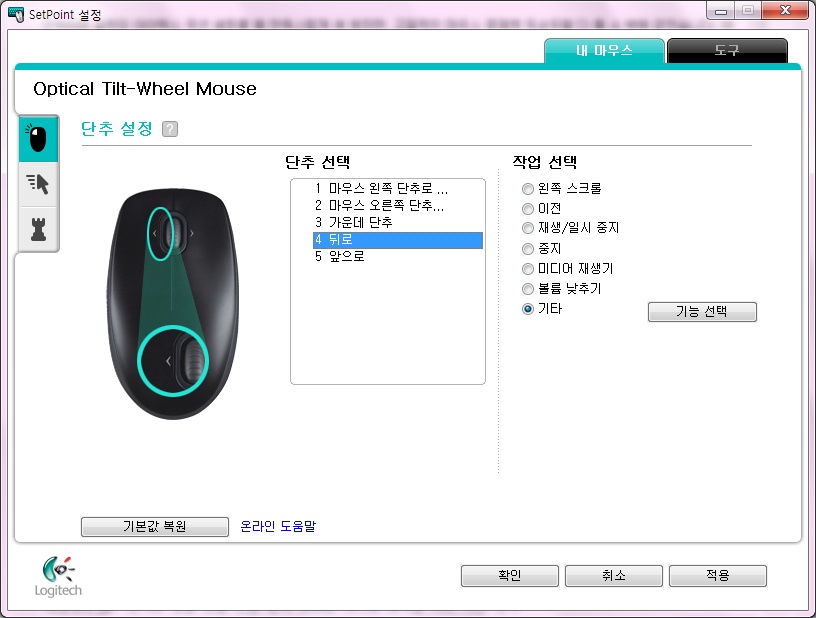 SetPoint 설정
내 마우스
도구
Optical Tilt-Wheel Mouse
단추 설정 ?
단추 선택
1 마우스 왼쪽 단추로 ...
2 마우스 오른쪽 단추...
3 가운데 단추
4 뒤로
5 앞으로
작업 선택
왼쪽 스크롤
이전
재생/일시 중지
중지
미디어 재생기
볼륨 낮추기
기타
기능 선택
기본값 복원
온라인 도움말
Logitech
확인
취소
적용